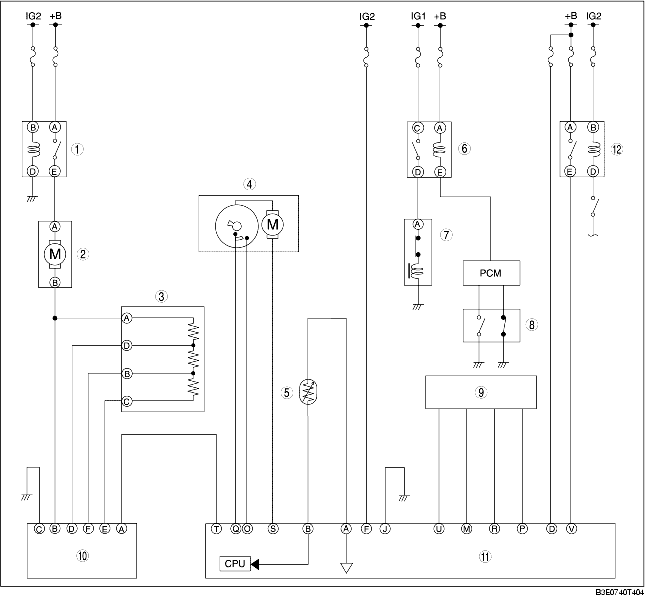 IG2 +B IG2 IG1 +B +B IG2
B A C A A B
1 6 12
D E D E E D
4
A A
M 2 M 7
B
3 PCM
A
8
D
B 5 9
C
C B D F E A T Q O S B A F J U M R P D V
10 11
CPU
B3E0740T404